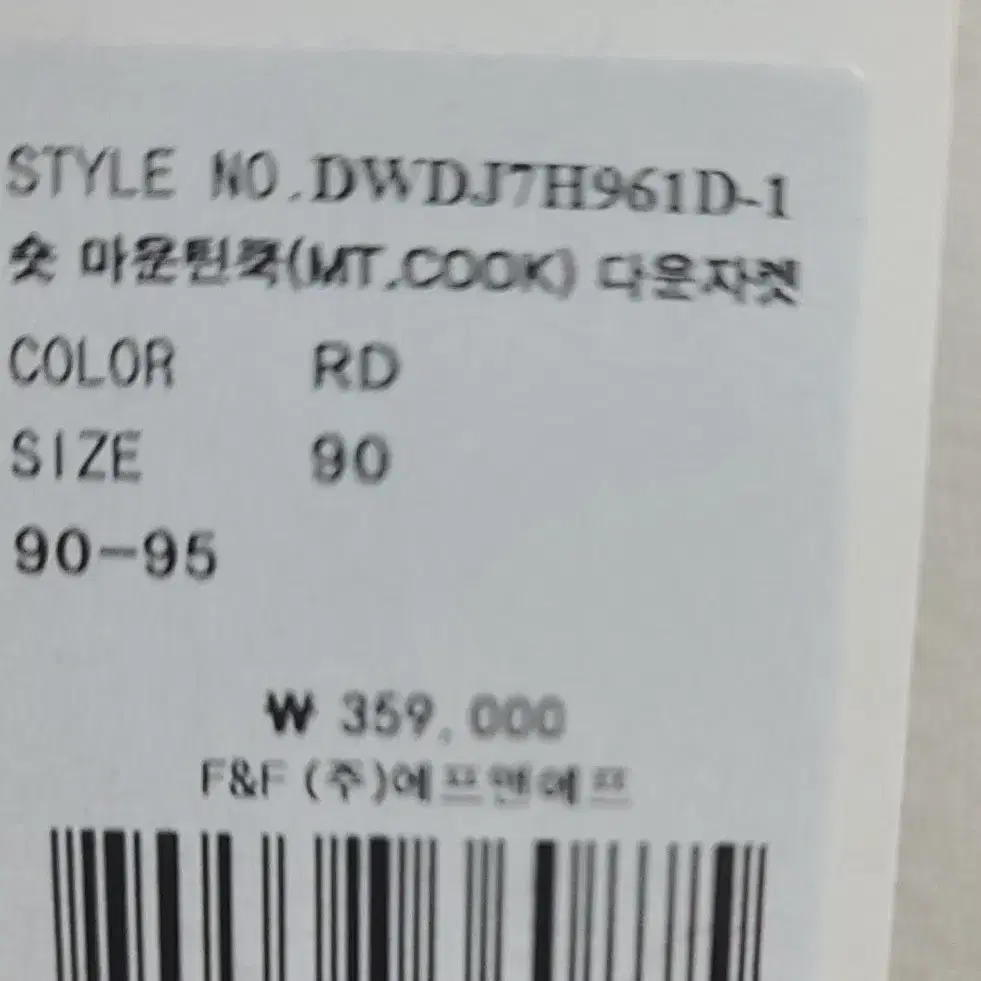 STYLE NO.DWDJ7H961D-1
숏 마운틴쿡(MT.COOK) 다운자켓
COLOR RD
SIZE 90
90-95
₩ 359,000
F&F (주)에프앤에프